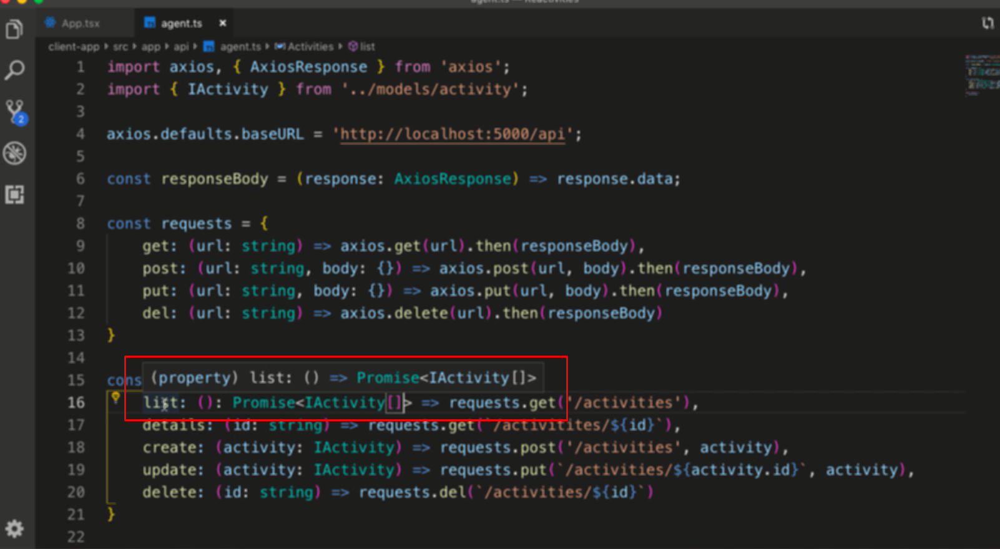 agent.ts — Reactivities
App.tsx
agent.ts ×
client-app src app api agent.ts Activities list
1 import axios, { AxiosResponse } from 'axios';
2 import { IActivity } from '../models/activity';
3
4 axios.defaults.baseURL = 'http://localhost:5000/api';
5
6 const responseBody = (response: AxiosResponse) => response.data;
7
8 const requests = {
9 get: (url: string) => axios.get(url).then(responseBody),
10 post: (url: string, body: {}) => axios.post(url, body).then(responseBody),
11 put: (url: string, body: {}) => axios.put(url, body).then(responseBody),
12 del: (url: string) => axios.delete(url).then(responseBody)
13 }
14
(property) list: () => Promise<IActivity[]>
15 cons
16 list: (): Promise<IActivity[]> => requests.get('/activities'),
17 details: (id: string) => requests.get(`/activitites/${id}`),
18 create: (activity: IActivity) => requests.post('/activities', activity),
19 update: (activity: IActivity) => requests.put(`/activities/${activity.id}`, activity),
20 delete: (id: string) => requests.del(`/activities/${id}`)
21 }
22
2